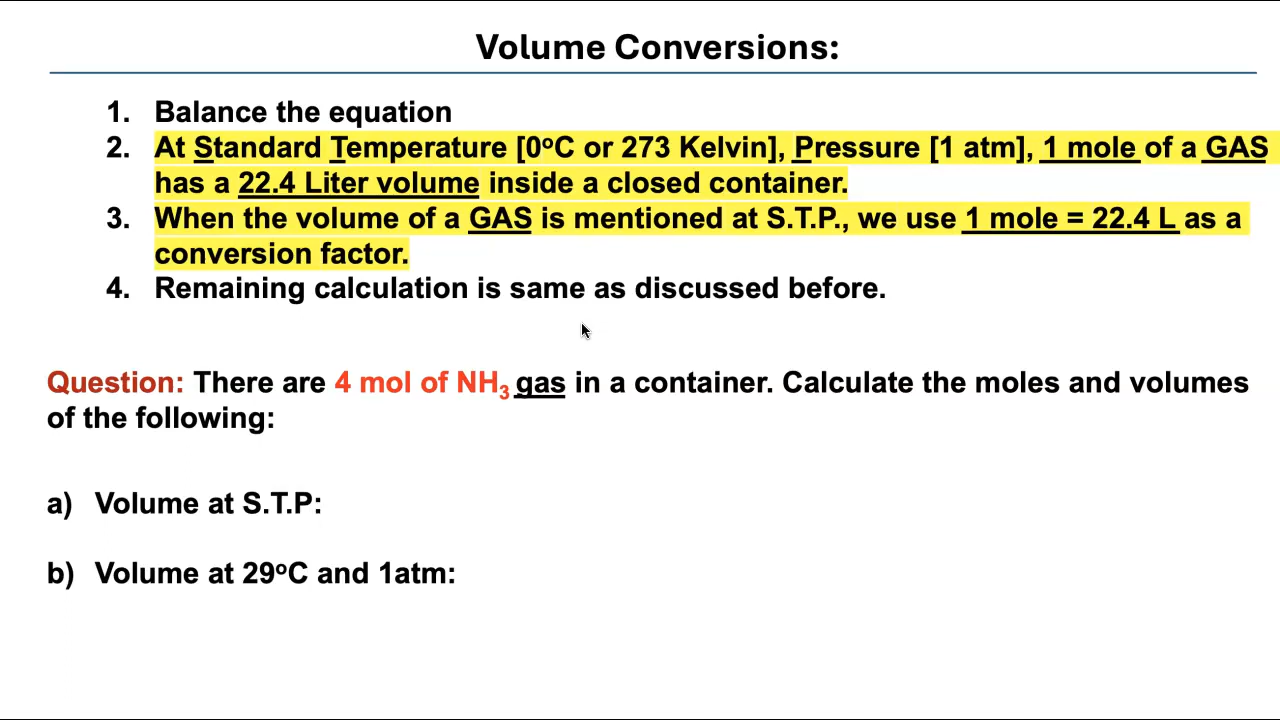 Volume Conversions:
1. Balance the equation
2. At Standard Temperature [0ºC or 273 Kelvin], Pressure [1 atm], 1 mole of a GAS
has a 22.4 Liter volume inside a closed container.
3. When the volume of a GAS is mentioned at S.T.P., we use 1 mole = 22.4 L as a
conversion factor.
4. Remaining calculation is same as discussed before.
Question: There are 4 mol of NH₃ gas in a container. Calculate the moles and volumes
of the following:
a) Volume at S.T.P:
b) Volume at 29ºC and 1atm: